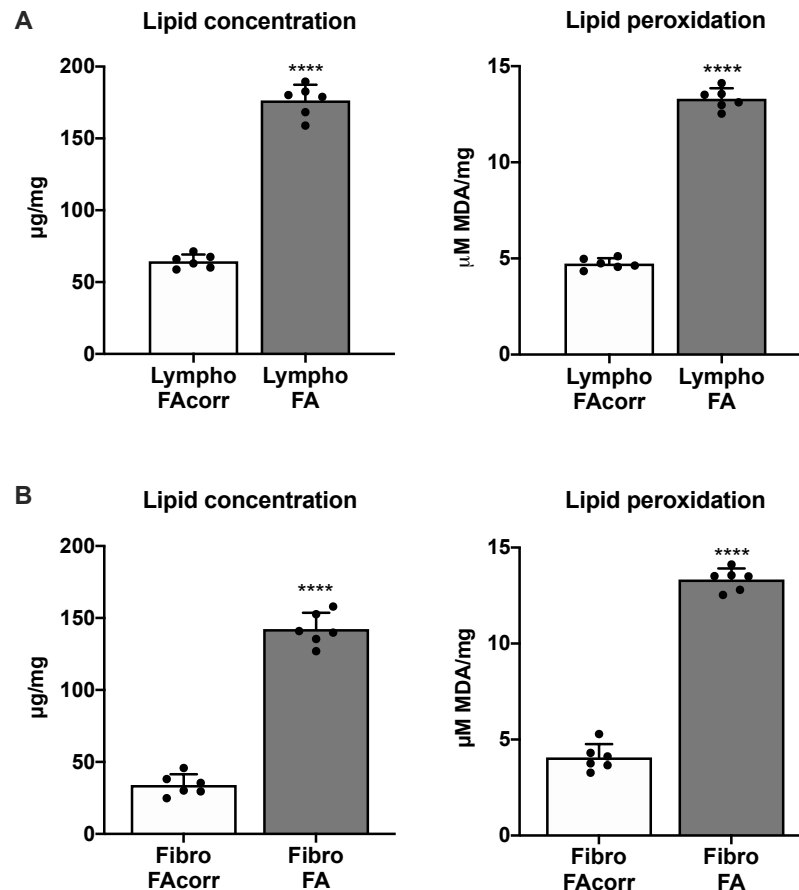 A
Lipid concentration
µg/mg
200
150
100
50
0
****
Lympho
FAcorr
Lympho
FA
Lipid peroxidation
µM MDA/mg
15
10
5
0
****
Lympho
FAcorr
Lympho
FA
B
Lipid concentration
µg/mg
200
150
100
50
0
****
Fibro
FAcorr
Fibro
FA
Lipid peroxidation
µM MDA/mg
15
10
5
0
****
Fibro
FAcorr
Fibro
FA